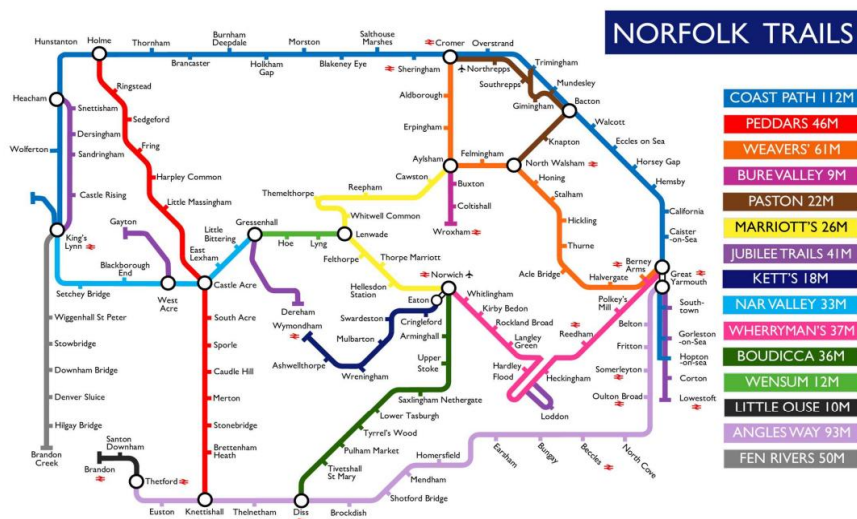 NORFOLK TRAILS
COAST PATH 112M
PEDDARS 46M
WEAVERS' 61M
BURE VALLEY 9M
PASTON 22M
MARRIOTT'S 26M
JUBILEE TRAILS 41M
KETT'S 18M
NAR VALLEY 33M
WHERRYMAN'S 37M
BOUDICCA 36M
WENSUM 12M
LITTLE OUSE 10M
ANGLES WAY 93M
FEN RIVERS 50M
Hunstanton
Holme
Thornham
Brancaster
Burnham
Deepdale
Holkham
Gap
Morston
Blakeney Eye
Salthouse
Marshes
Sheringham
Cromer
Overstrand
Northrepps
Southrepps
Trimingham
Gimingham
Mundesley
Bacton
Walcott
Eccles on Sea
Horsey Gap
Hemsby
California
Caister
-on-Sea
Great
Yarmouth
Heacham
Snettisham
Dersingham
Sandringham
Wolferton
Castle Rising
King's
Lynn
Ringstead
Sedgeford
Fring
Harpley Common
Little Massingham
East
Lexham
Castle Acre
Gayton
Little
Bittering
Gressenhall
Hoe
Lyng
Lenwade
Dereham
Setchey Bridge
Blackborough
End
West
Acre
Aldborough
Erpingham
Aylsham
Felmingham
North Walsham
Knapton
Honing
Stalham
Hickling
Thurne
Acle Bridge
Halvergate
Berney
Arms
Buxton
Coltishall
Wroxham
Cawston
Reepham
Themelthorpe
Whitwell Common
Felthorpe
Thorpe Marriott
Hellesdon
Station
Norwich
Eaton
Cringleford
Swardeston
Mulbarton
Wreningham
Ashwellthorpe
Wymondham
Arminghall
Upper
Stoke
Saxlingham Nethergate
Lower Tasburgh
Tyrrel's Wood
Pulham Market
Tivetshall
St Mary
Diss
Whitlingham
Kirby Bedon
Rockland Broad
Langley
Green
Hardley
Flood
Loddon
Heckingham
Reedham
Polkey's
Mill
South-
town
Gorleston
-on-Sea
Hopton
-on-sea
Corton
Lowestoft
Belton
Fritton
Somerleyton
Oulton Broad
North Cove
Beccles
Bungay
Earsham
Homersfield
Mendham
Shotford Bridge
Brockdish
Thelnetham
Knettishall
Euston
Thetford
Santon
Downham
Brandon
South Acre
Sporle
Caudle Hill
Merton
Stonebridge
Brettenham
Heath
Wiggenhall St Peter
Stowbridge
Downham Bridge
Denver Sluice
Hilgay Bridge
Brandon
Creek